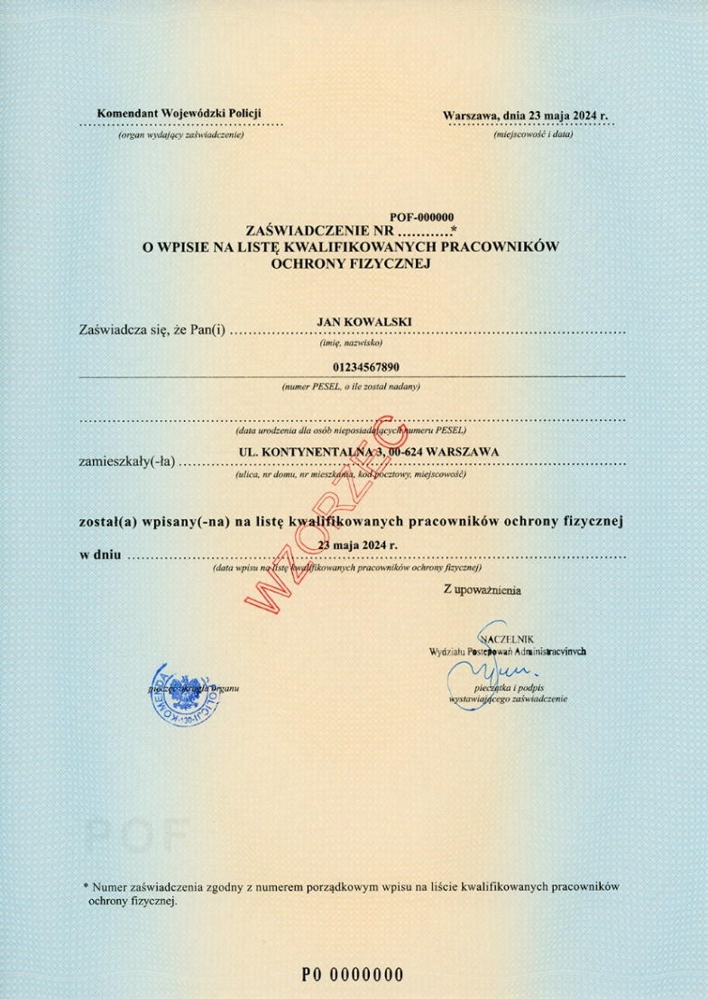 Komendant Wojewódzki Policji
(organ wydający zaświadczenie)
Warszawa, dnia 23 maja 2024 r.
(miejscowość i data)
POF-000000
ZAŚWIADCZENIE NR ............*
O WPISIE NA LISTĘ KWALIFIKOWANYCH PRACOWNIKÓW
OCHRONY FIZYCZNEJ
JAN KOWALSKI
Zaświadcza się, że Pan(i)
(imię, nazwisko)
01234567890
(numer PESEL, o ile został nadany)
(data urodzenia dla osób nieposiadających numeru PESEL)
UL. KONTYNENTALNA 3, 00-624 WARSZAWA
zamieszkały(-ła)
(ulica, nr domu, nr mieszkania, kod pocztowy, miejscowość)
WZORZEC
został(a) wpisany(-na) na listę kwalifikowanych pracowników ochrony fizycznej
23 maja 2024 r.
w dniu
(data wpisu na listę kwalifikowanych pracowników ochrony fizycznej)
Z upoważnienia
NACZELNIK
Wydziału Postępowań Administracyjnych
pieczęć okrągła organu
KOMENDA
POLICJI
-30-
pieczątka i podpis
wystawiającego zaświadczenie
POF
* Numer zaświadczenia zgodny z numerem porządkowym wpisu na liście kwalifikowanych pracowników
ochrony fizycznej.
PO 0000000